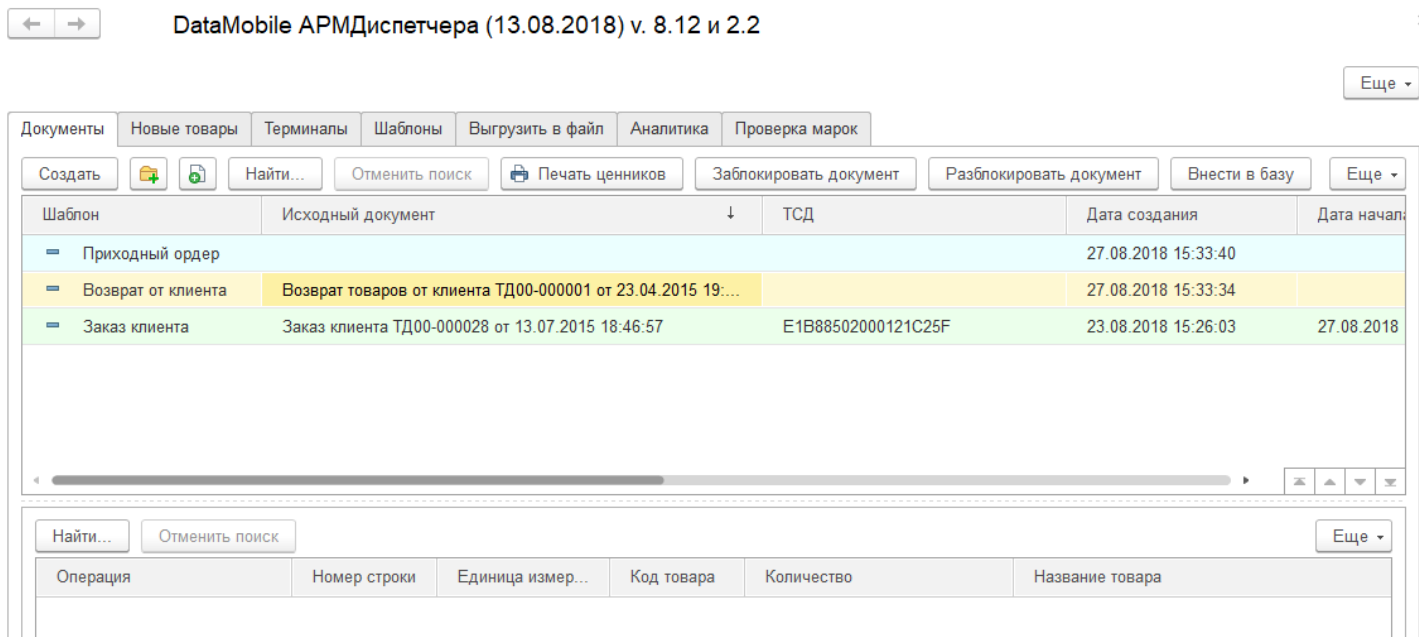 DataMobile АРМДиспетчера (13.08.2018) v. 8.12 и 2.2
Еще
Документы Новые товары Терминалы Шаблоны Выгрузить в файл Аналитика Проверка марок
Создать Найти... Отменить поиск Печать ценников Заблокировать документ Разблокировать документ Внести в базу Еще
Шаблон Исходный документ ↓ ТСД Дата создания Дата начала
Приходный ордер 27.08.2018 15:33:40
Возврат от клиента Возврат товаров от клиента ТД00-000001 от 23.04.2015 19:... 27.08.2018 15:33:34
Заказ клиента Заказ клиента ТД00-000028 от 13.07.2015 18:46:57 E1B88502000121C25F 23.08.2018 15:26:03 27.08.2018
Найти... Отменить поиск Еще
Операция Номер строки Единица измер... Код товара Количество Название товара